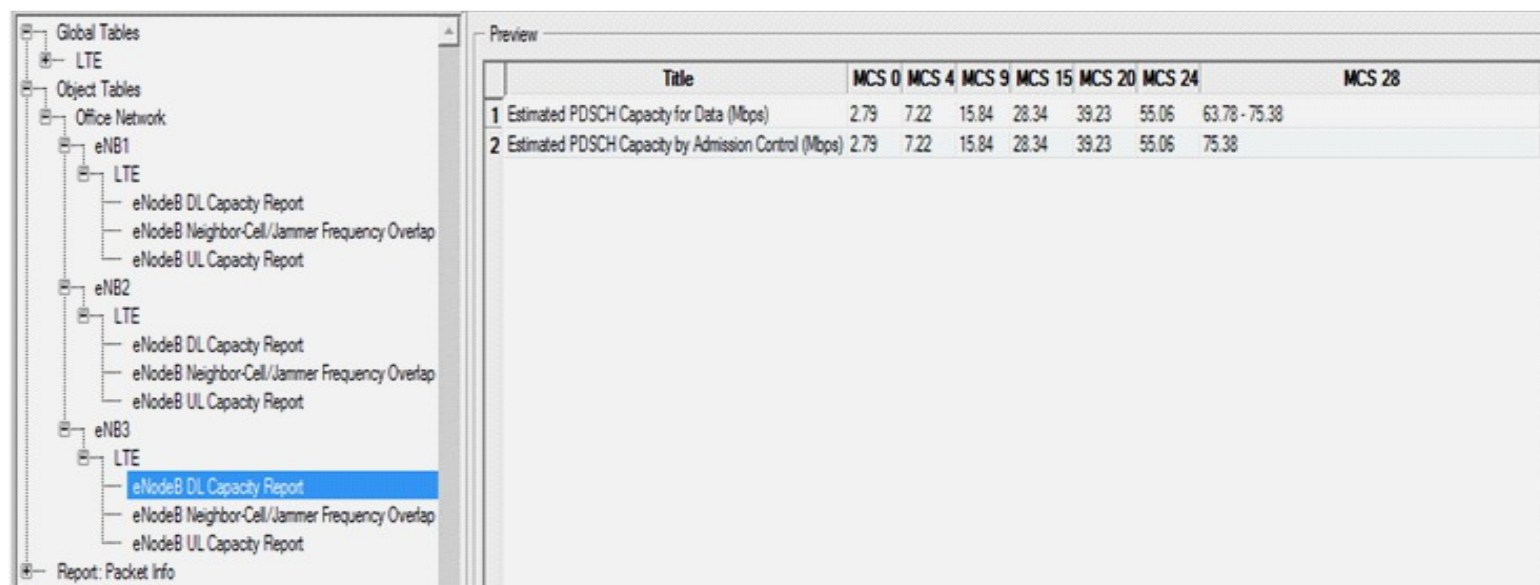 Global Tables
LTE
Object Tables
Office Network
eNB1
LTE
eNodeB DL Capacity Report
eNodeB Neighbor-Cell/Jammer Frequency Overlap
eNodeB UL Capacity Report
eNB2
LTE
eNodeB DL Capacity Report
eNodeB Neighbor-Cell/Jammer Frequency Overlap
eNodeB UL Capacity Report
eNB3
LTE
eNodeB DL Capacity Report
eNodeB Neighbor-Cell/Jammer Frequency Overlap
eNodeB UL Capacity Report
Report: Packet Info
Preview
Title MCS 0 MCS 4 MCS 9 MCS 15 MCS 20 MCS 24 MCS 28
1 Estimated PDSCH Capacity for Data (Mbps) 2.79 7.22 15.84 28.34 39.23 55.06 63.78 - 75.38
2 Estimated PDSCH Capacity by Admission Control (Mbps) 2.79 7.22 15.84 28.34 39.23 55.06 75.38